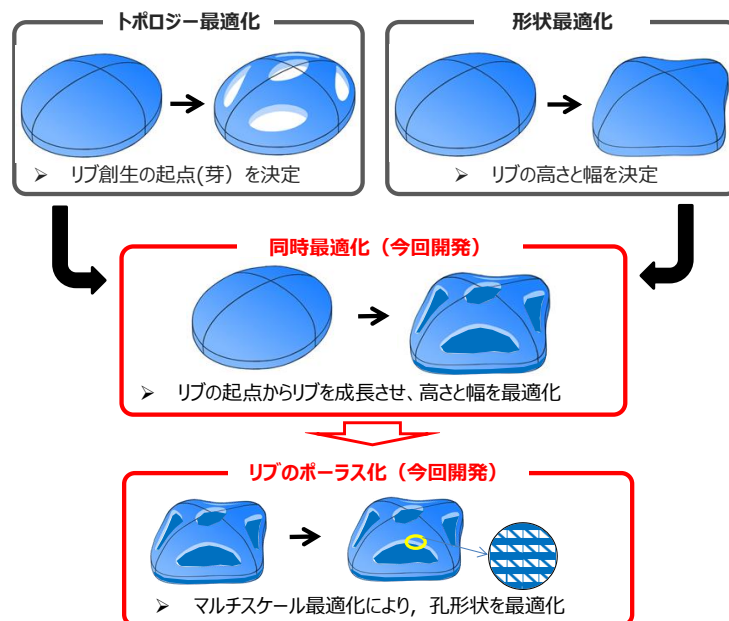 トポロジー最適化
➢ リブ創生の起点(芽）を決定
形状最適化
➢ リブの高さと幅を決定
同時最適化（今回開発）
➢ リブの起点からリブを成長させ、高さと幅を最適化
リブのポーラス化（今回開発）
➢ マルチスケール最適化により，孔形状を最適化